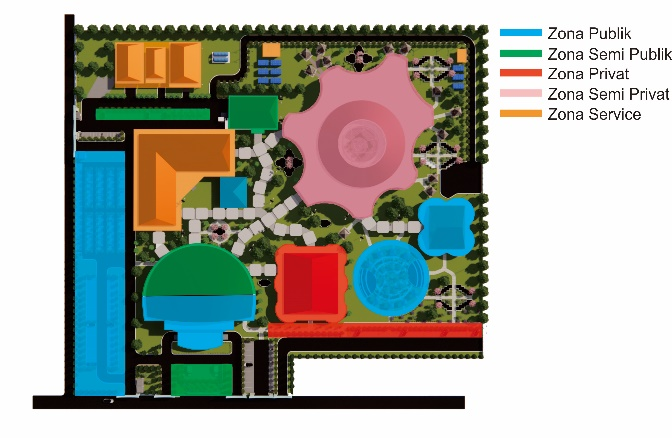 Zona Publik
Zona Semi Publik
Zona Privat
Zona Semi Privat
Zona Service